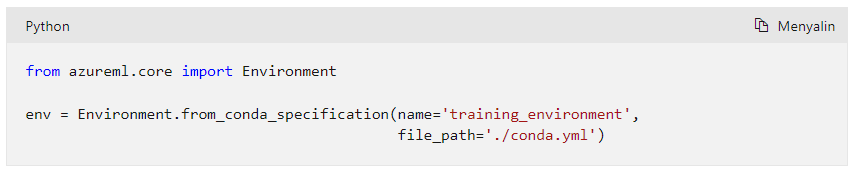 Python
Menyalin
from azureml.core import Environment
env = Environment.from_conda_specification(name='training_environment',
file_path='./conda.yml')